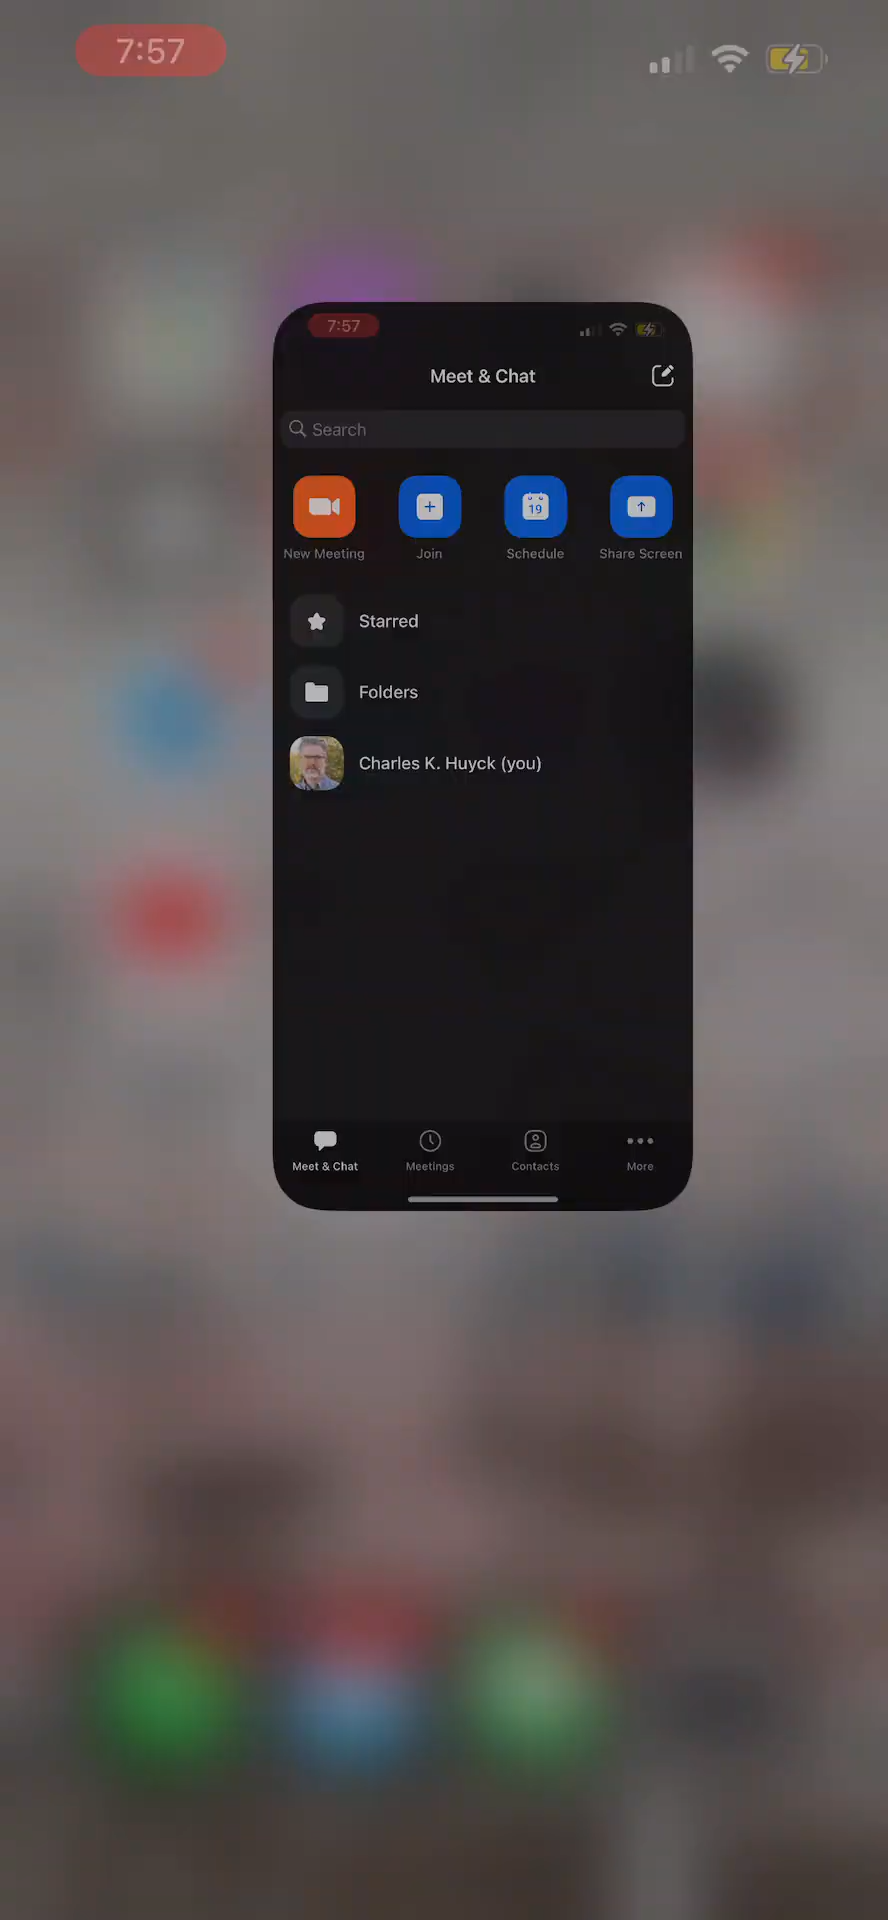 7:57
7:57
Meet & Chat
Search
19
New Meeting
Join
Schedule
Share Screen
Starred
Folders
Charles K. Huyck (you)
Meet & Chat
Meetings
Contacts
More